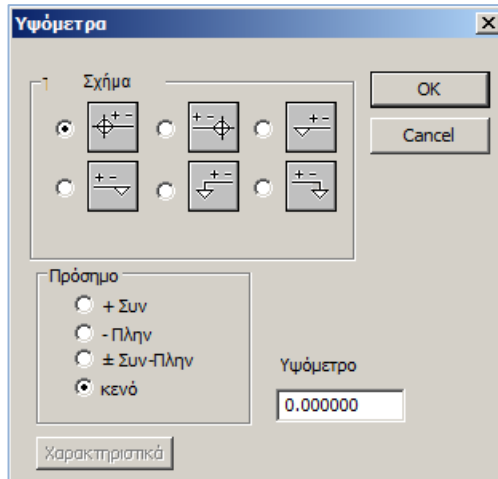 Υψόμετρα
Σχήμα
OK
Cancel
Πρόσημο
+ Συν
- Πλην
± Συν-Πλην
κενό
Υψόμετρο
0.000000
Χαρακτηριστικά